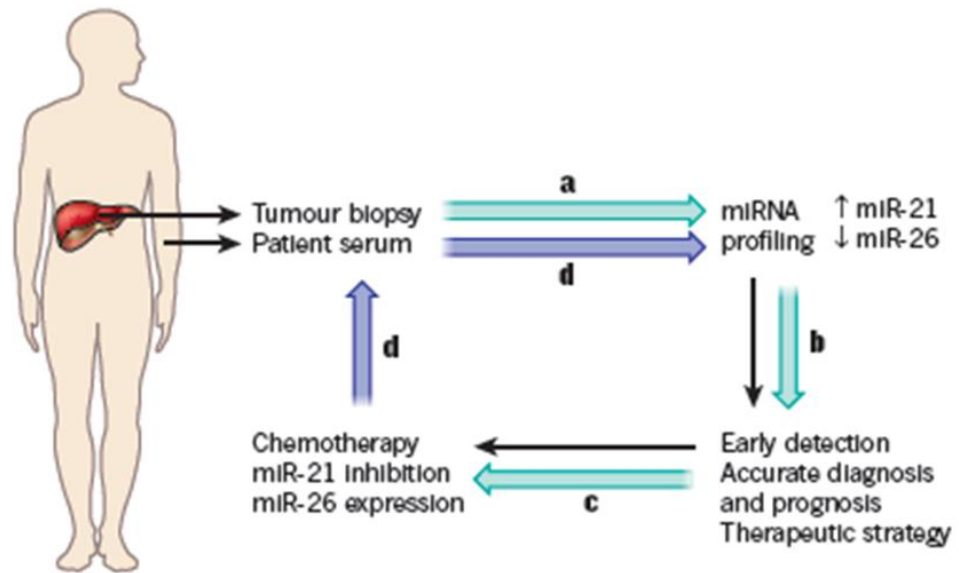 a
Tumour biopsy
Patient serum
d
miRNA
profiling
↑ miR-21
↓ miR-26
b
d
Chemotherapy
miR-21 inhibition
miR-26 expression
c
Early detection
Accurate diagnosis
and prognosis
Therapeutic strategy